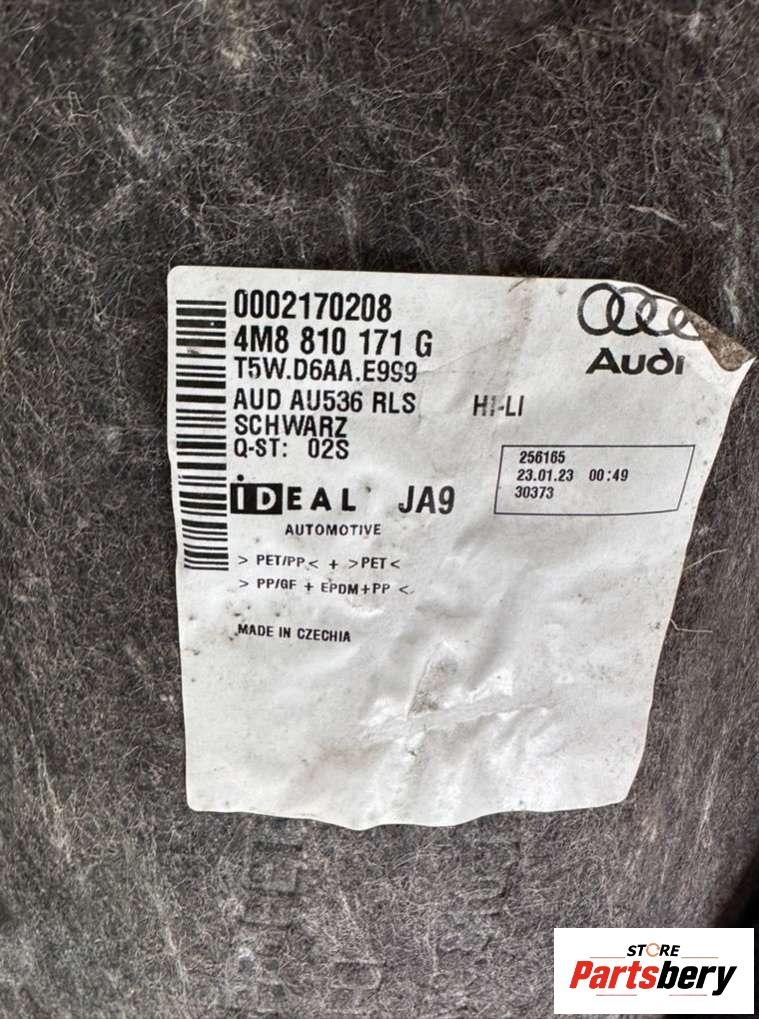 0002170208
4M8 810 171 G
T5W.D6AA.E999
AUD AU536 RLS HI-LI
SCHWARZ
Q-ST: 02S
Audi
256165
23.01.23 00:49
30373
IDEAL JA9
AUTOMOTIVE
> PET/PP < + > PET <
> PP/GF + EPDM+PP <
MADE IN CZECHIA
STORE
Partsbery